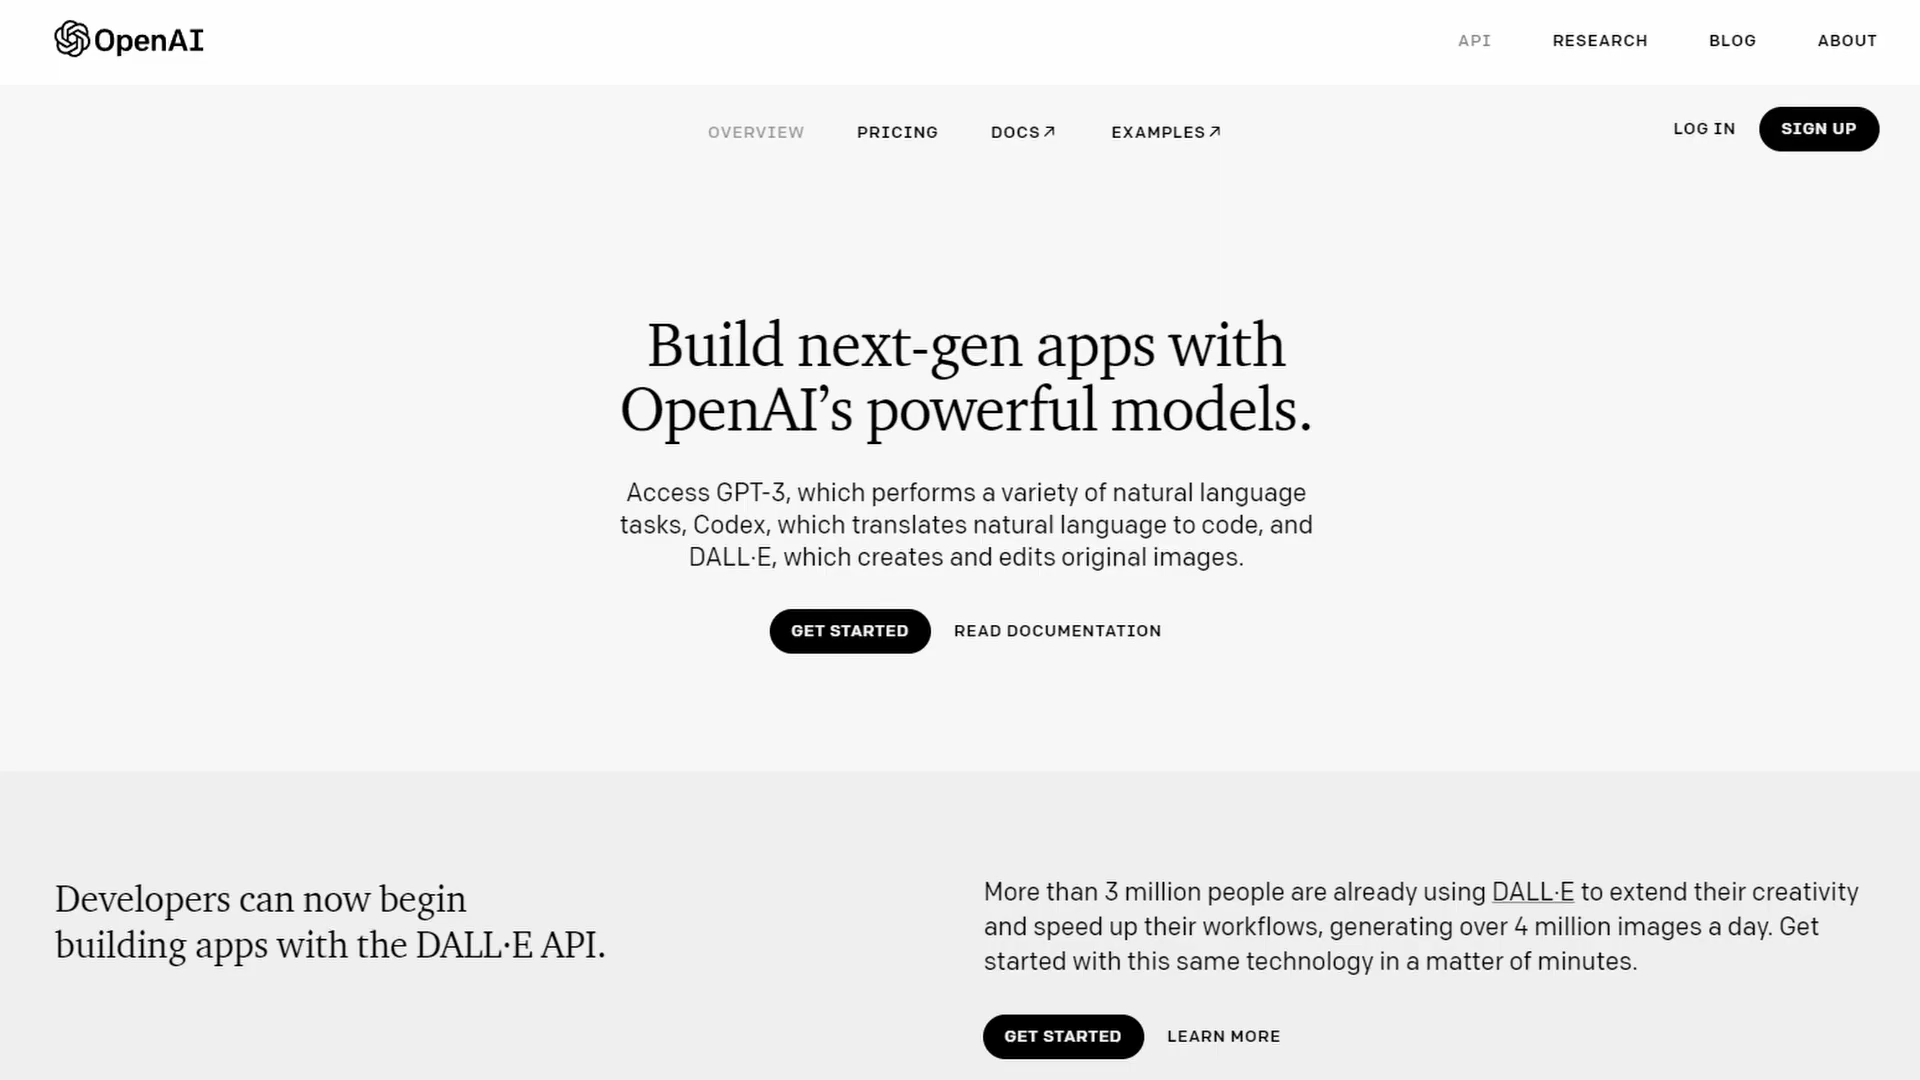 OpenAI
API RESEARCH BLOG ABOUT
OVERVIEW PRICING DOCS↗ EXAMPLES↗
LOG IN SIGN UP
Build next-gen apps with
OpenAI’s powerful models.
Access GPT-3, which performs a variety of natural language
tasks, Codex, which translates natural language to code, and
DALL·E, which creates and edits original images.
GET STARTED READ DOCUMENTATION
Developers can now begin
building apps with the DALL·E API.
More than 3 million people are already using DALL·E to extend their creativity
and speed up their workflows, generating over 4 million images a day. Get
started with this same technology in a matter of minutes.
GET STARTED LEARN MORE